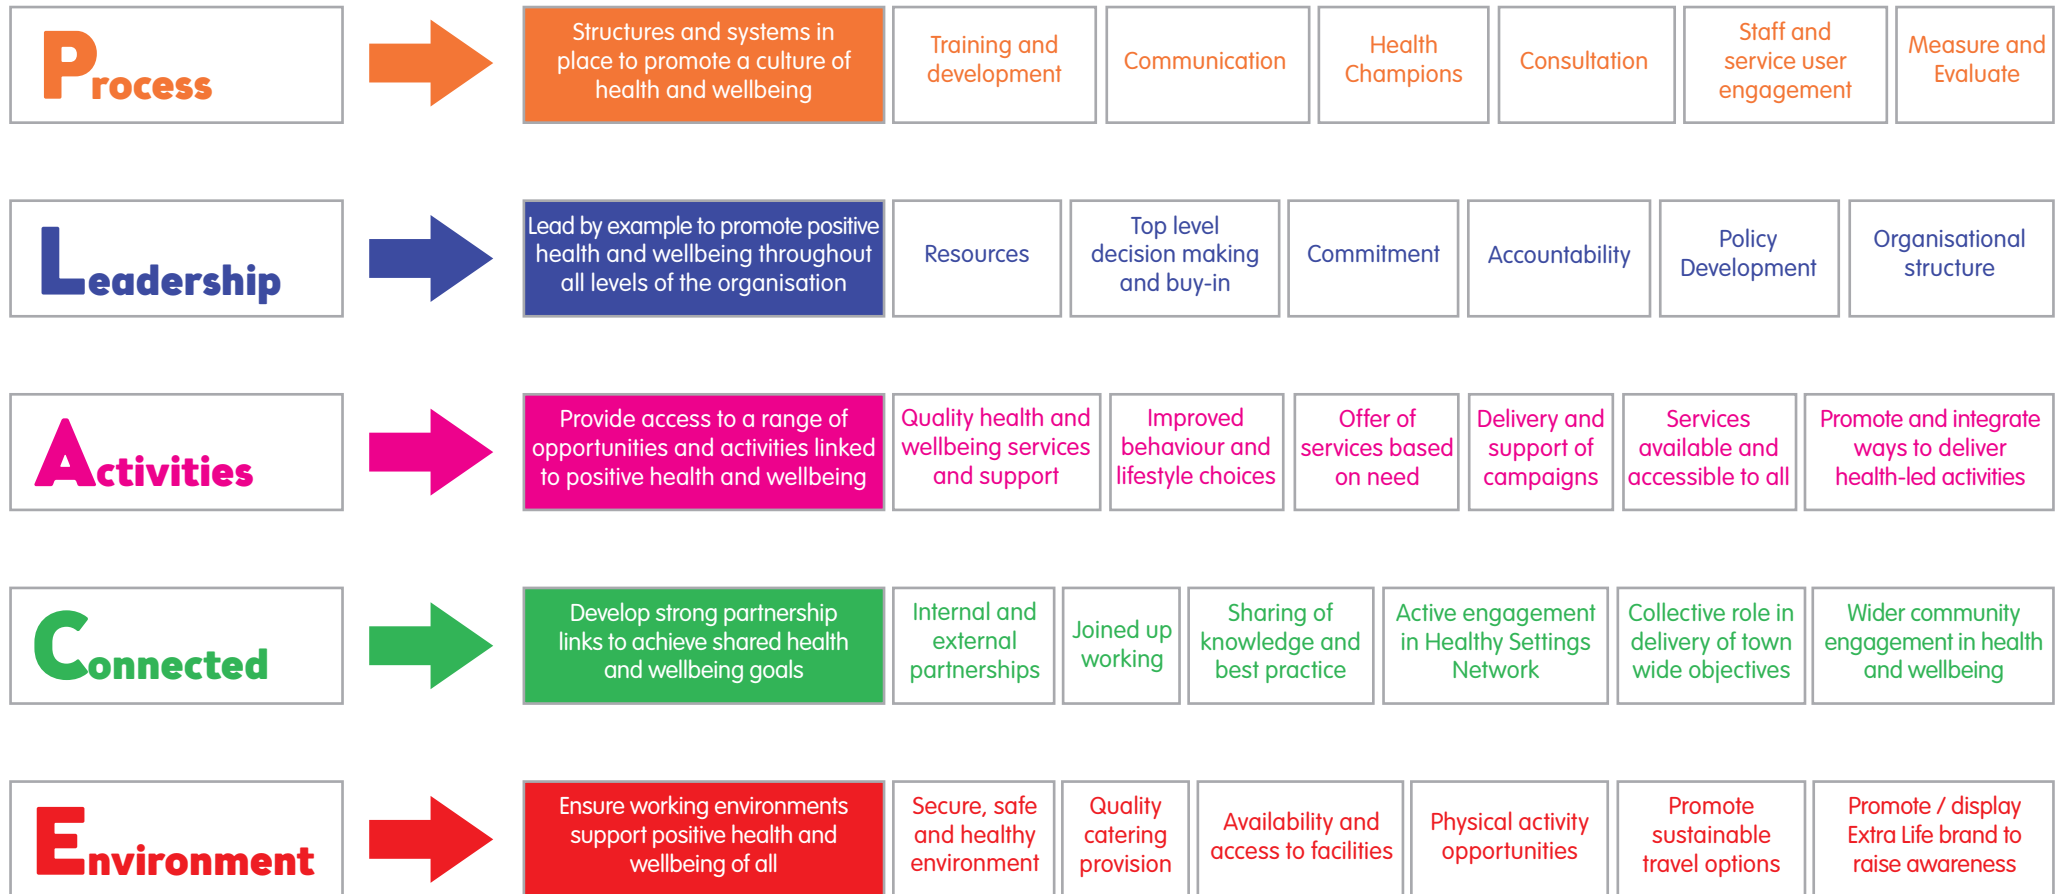 Process
Structures and systems in
place to promote a culture of
health and wellbeing
Training and
development
Communication
Health
Champions
Consultation
Staff and
service user
engagement
Measure and
Evaluate
Leadership
Lead by example to promote positive
health and wellbeing throughout
all levels of the organisation
Resources
Top level
decision making
and buy-in
Commitment
Accountability
Policy
Development
Organisational
structure
Activities
Provide access to a range of
opportunities and activities linked
to positive health and wellbeing
Quality health and
wellbeing services
and support
Improved
behaviour and
lifestyle choices
Offer of
services based
on need
Delivery and
support of
campaigns
Services
available and
accessible to all
Promote and integrate
ways to deliver
health-led activities
Connected
Develop strong partnership
links to achieve shared health
and wellbeing goals
Internal and
external
partnerships
Joined up
working
Sharing of
knowledge and
best practice
Active engagement
in Healthy Settings
Network
Collective role in
delivery of town
wide objectives
Wider community
engagement in health
and wellbeing
Environment
Ensure working environments
support positive health and
wellbeing of all
Secure, safe
and healthy
environment
Quality
catering
provision
Availability and
access to facilities
Physical activity
opportunities
Promote
sustainable
travel options
Promote / display
Extra Life brand to
raise awareness